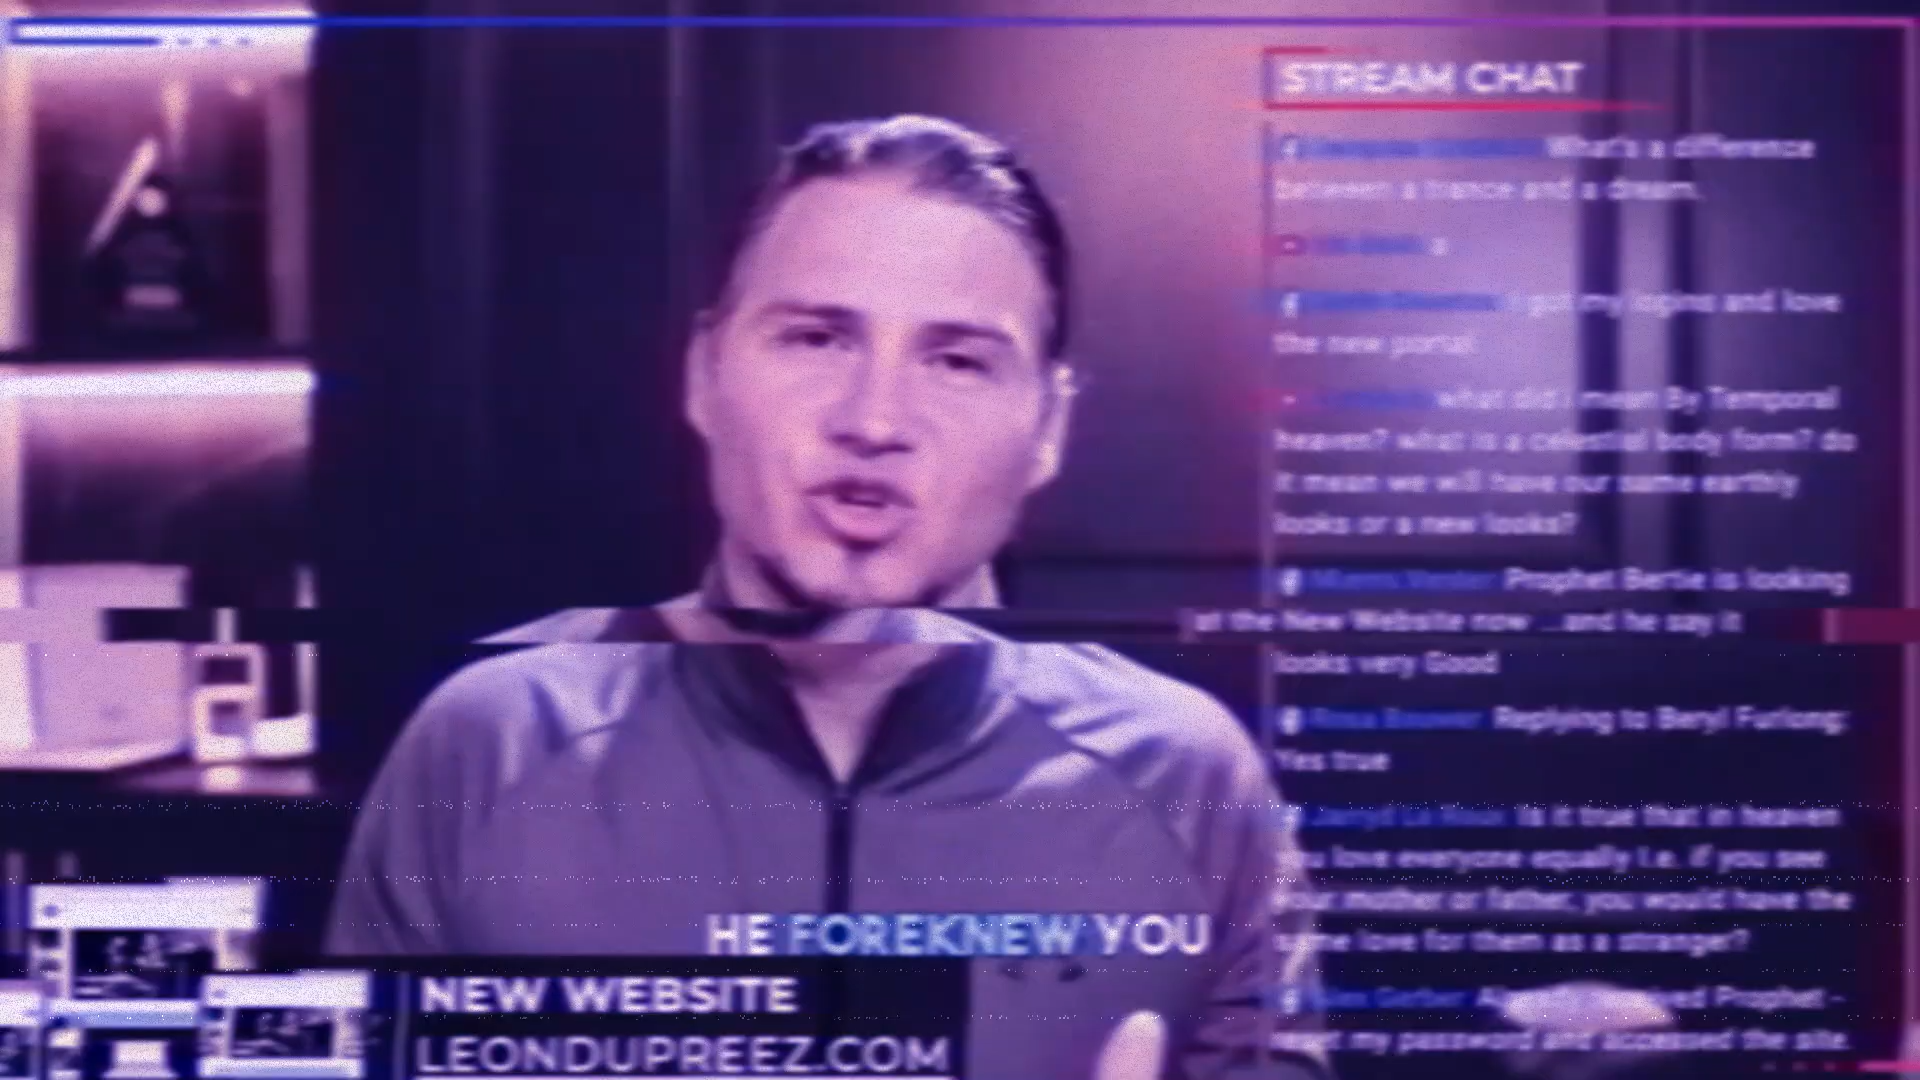 STREAM CHAT
What's a difference
between a trance and a dream.
got my logins and love
the new portal
what did i mean By Temporal
heaven? what is a celestial body form? do
it mean we will have our same earthly
looks or a new looks?
Prophet Bertie is looking
at the New Website now ...and he say it
looks very Good
Replying to Beryl Furlong:
Yes true
Is it true that in heaven
you love everyone equally I.e. if you see
your mother or father, you would have the
same love for them as a stranger?
Prophet -
my password and accessed the site.
HE FOREKNEW YOU
NEW WEBSITE
LEONDUPREEZ.COM